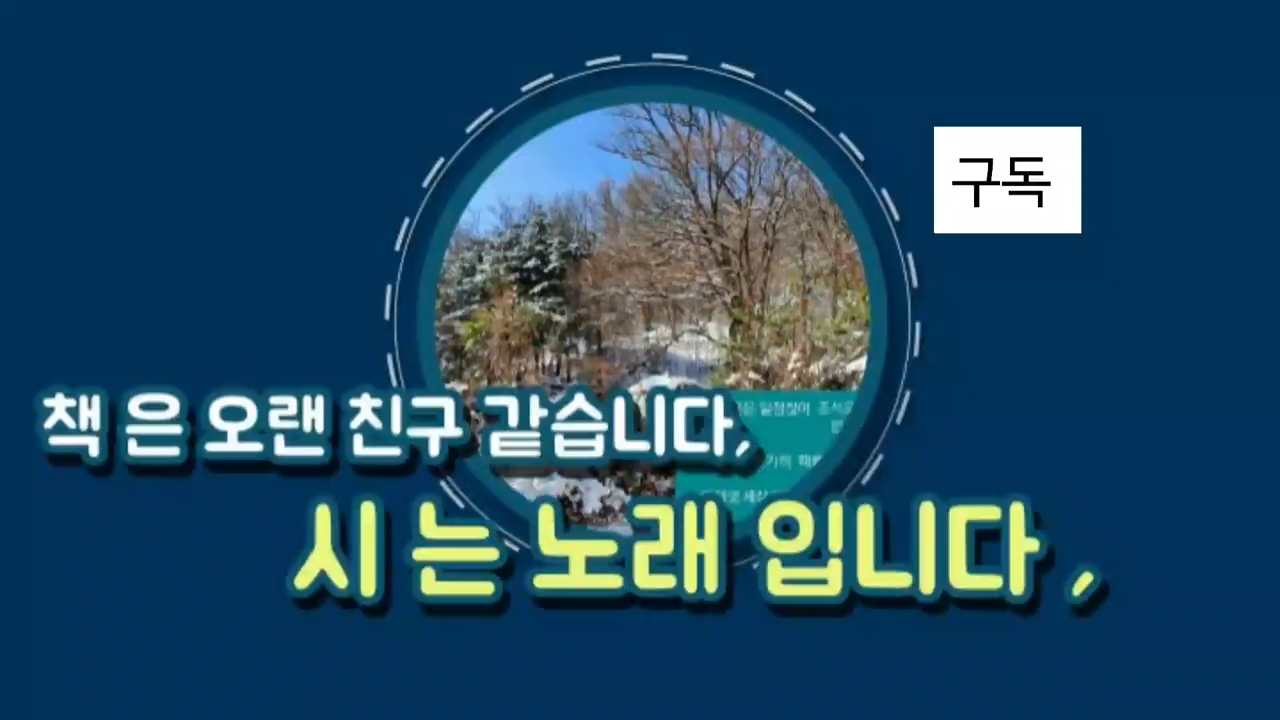 구독
책 은 오랜 친구 같습니다,
시 는 노래 입니다 ,